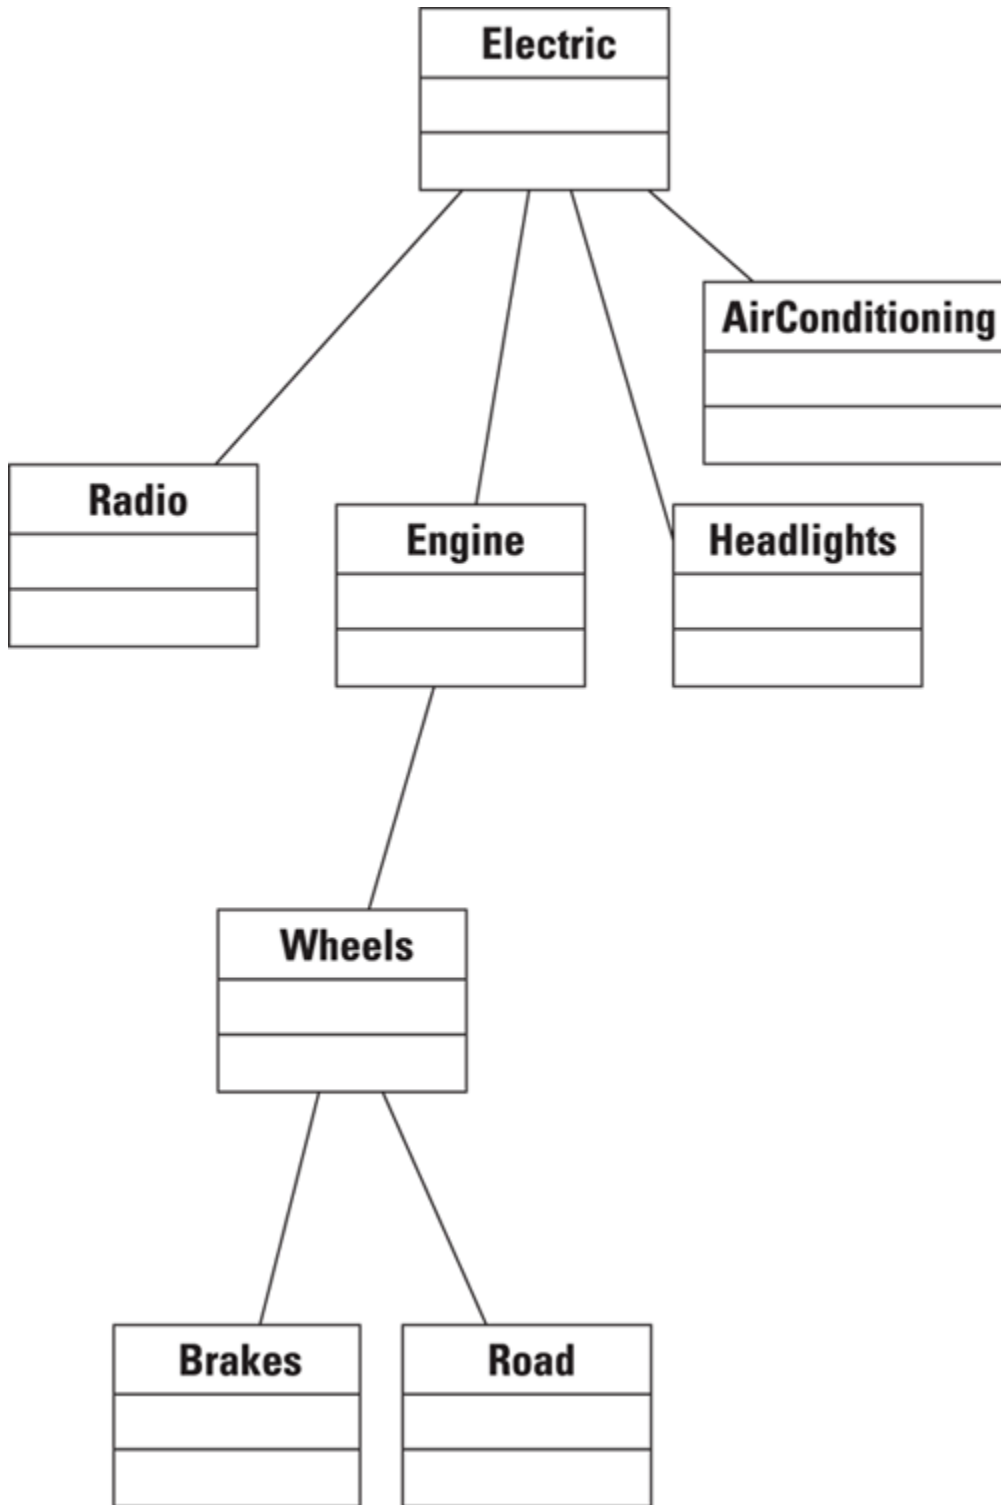 Electric
AirConditioning
Radio
Engine
Headlights
Wheels
Brakes
Road